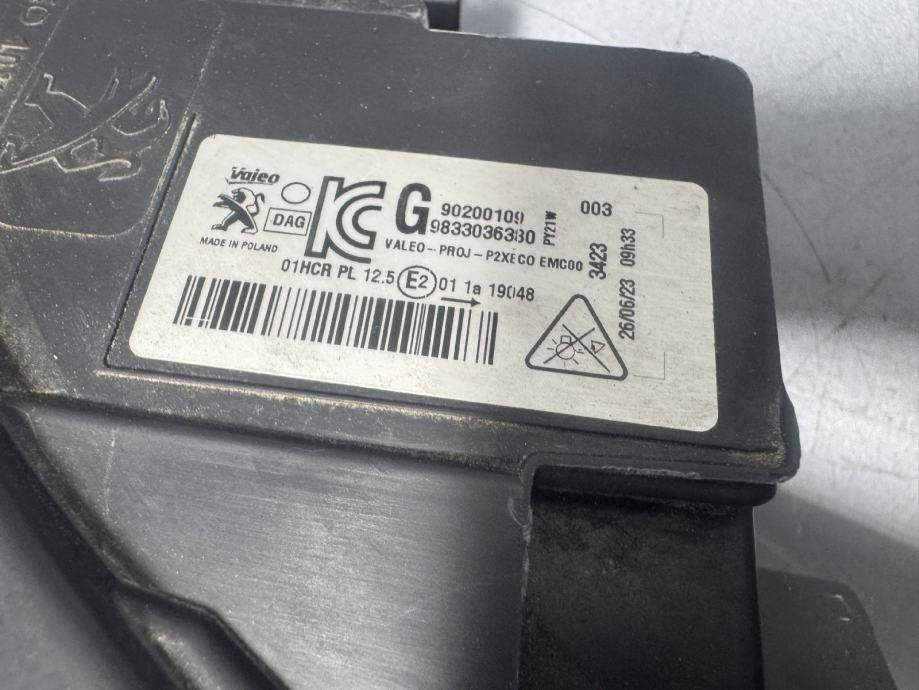 Valeo
DAG
MADE IN POLAND
G
90200109
9833036380
PY21W
003
VALEO-PROJ-P2XECO EMC00
3423
26/06/23 09h33
01HCR PL 12.5 E2 01 1a 19048